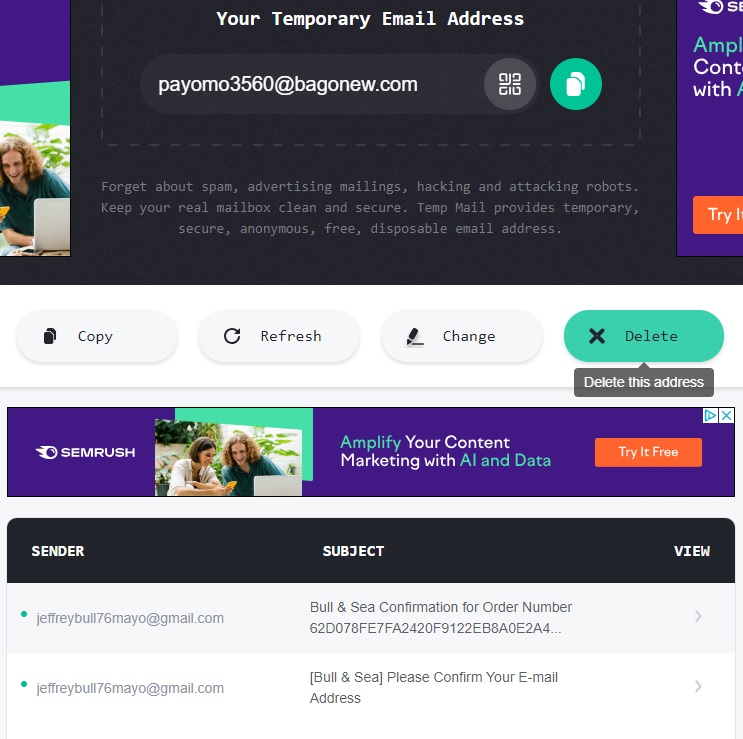 Your Temporary Email Address
payomo3560@bagonew.com
Forget about spam, advertising mailings, hacking and attacking robots.
Keep your real mailbox clean and secure. Temp Mail provides temporary,
secure, anonymous, free, disposable email address.
Ampl
Cont
with A
Try I
Copy
Refresh
Change
Delete
Delete this address
SEMRUSH
Amplify Your Content
Marketing with AI and Data
Try It Free
SENDER SUBJECT VIEW
jeffreybull76mayo@gmail.com
Bull & Sea Confirmation for Order Number
62D078FE7FA2420F9122EB8A0E2A4...
jeffreybull76mayo@gmail.com
[Bull & Sea] Please Confirm Your E-mail
Address